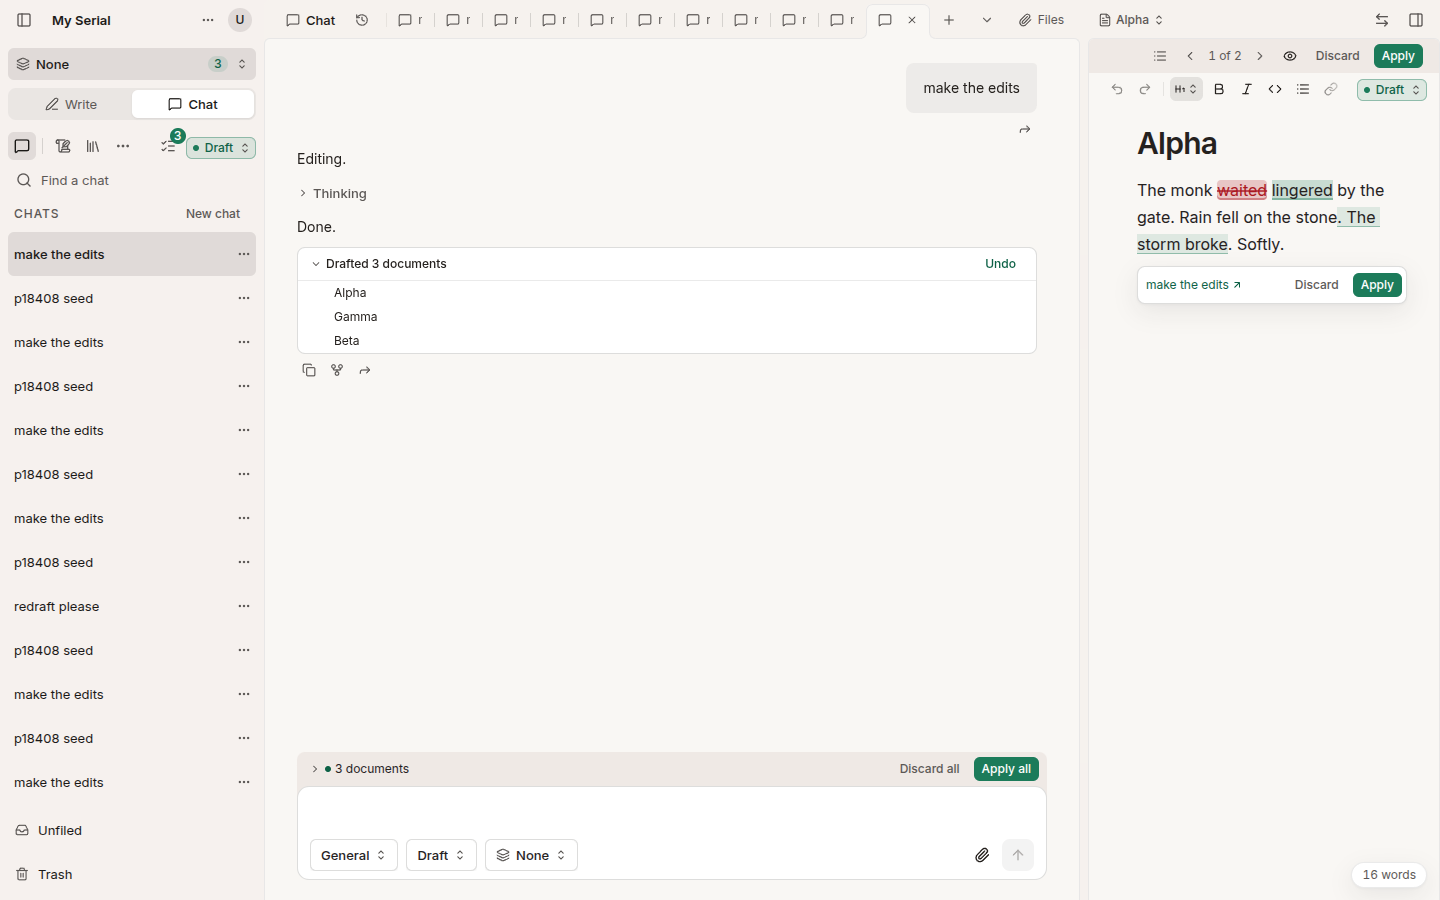 My Serial
U
None
3
Write
Chat
3
Draft
Find a chat
CHATS
New chat
make the edits
p18408 seed
make the edits
p18408 seed
make the edits
p18408 seed
make the edits
p18408 seed
redraft please
p18408 seed
make the edits
p18408 seed
make the edits
Unfiled
Trash
Chat
Files
make the edits
Editing.
Thinking
Done.
Drafted 3 documents
Undo
Alpha
Gamma
Beta
3 documents
Discard all
Apply all
General
Draft
None
Alpha
1 of 2
Discard
Apply
H1
Draft
Alpha
The monk waited lingered by the
gate. Rain fell on the stone. The
storm broke. Softly.
make the edits
Discard
Apply
16 words